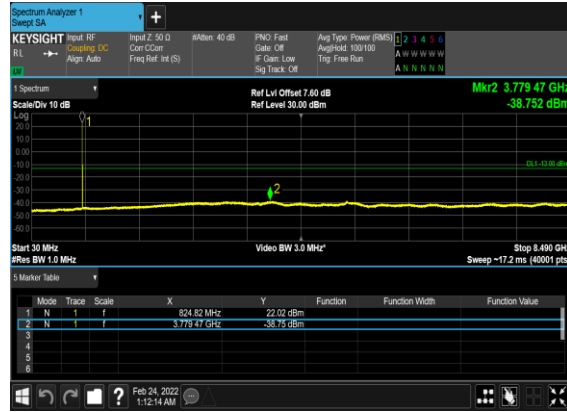 Spectrum Analyzer 1
Swept SA
+
KEYSIGHT Input: RF Input Z: 50 Ω #Atten: 40 dB PNO: Fast Avg Type: Power (RMS) 1 2 3 4 5 6
RL Coupling: DC Corr CCorr Gate: Off Avg|Hold: 100/100 A W W W W W
Align: Auto Freq Ref: Int (S) IF Gain: Low Trig: Free Run
Sig Track: Off A N N N N N
1 Spectrum Ref Lvl Offset 7.60 dB Mkr2 3.779 47 GHz
Scale/Div 10 dB Ref Level 30.00 dBm -38.752 dBm
Log
1
20.0
10.0
0.00
-10.0
DL1 -13.00 dBm
-20.0
-30.0
2
-40.0
-50.0
-60.0
Start 30 MHz Video BW 3.0 MHz* Stop 8.490 GHz
#Res BW 1.0 MHz Sweep ~17.2 ms (40001 pts)
5 Marker Table
Mode Trace Scale X Y Function Function Width Function Value
1 N 1 f 824.82 MHz 22.02 dBm
2 N 1 f 3.779 47 GHz -38.75 dBm
3
4
5
6
? Feb 24, 2022
1:12:14 AM